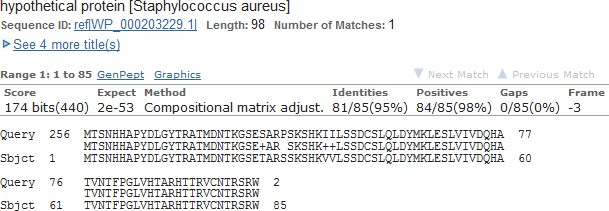 hypothetical protein [Staphylococcus aureus]
Sequence ID: ref|WP_000203229.1| Length: 98 Number of Matches: 1
See 4 more title(s)
Range 1: 1 to 85 GenPept Graphics Next Match Previous Match
Score Expect Method Identities Positives Gaps Frame
174 bits(440) 2e-53 Compositional matrix adjust. 81/85(95%) 84/85(98%) 0/85(0%) -3
Query 256 MTSNHHAPYDLGYTRATMDNTKGSESARPSKSHKIILSSDCSLQLDYMKLESLVIVDQHA 77
MTSNHHAPYDLGYTRATMDNTKGSE+AR SKSHK++LSSDCSLQLDYMKLESLVIVDQHA
Sbjct 1 MTSNHHAPYDLGYTRATMDNTKGSETARSSKSHKVVLSSDCSLQLDYMKLESLVIVDQHA 60
Query 76 TVNTFPGLVHTARHTTRVCNTRSRW 2
TVNTFPGLVHTARHTTRVCNTRSRW
Sbjct 61 TVNTFPGLVHTARHTTRVCNTRSRW 85